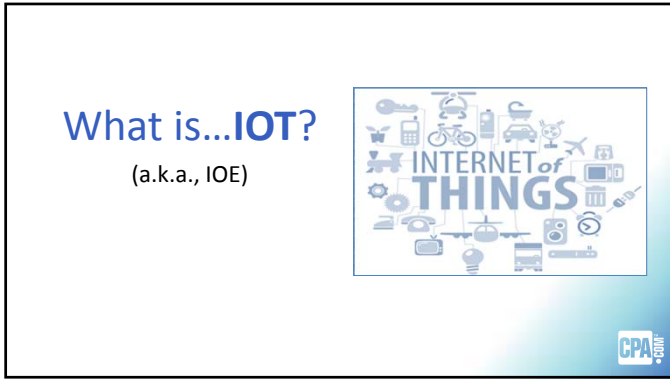 What is…IOT?
(a.k.a., IOE)
INTERNET of
THINGS
CPA
.COM